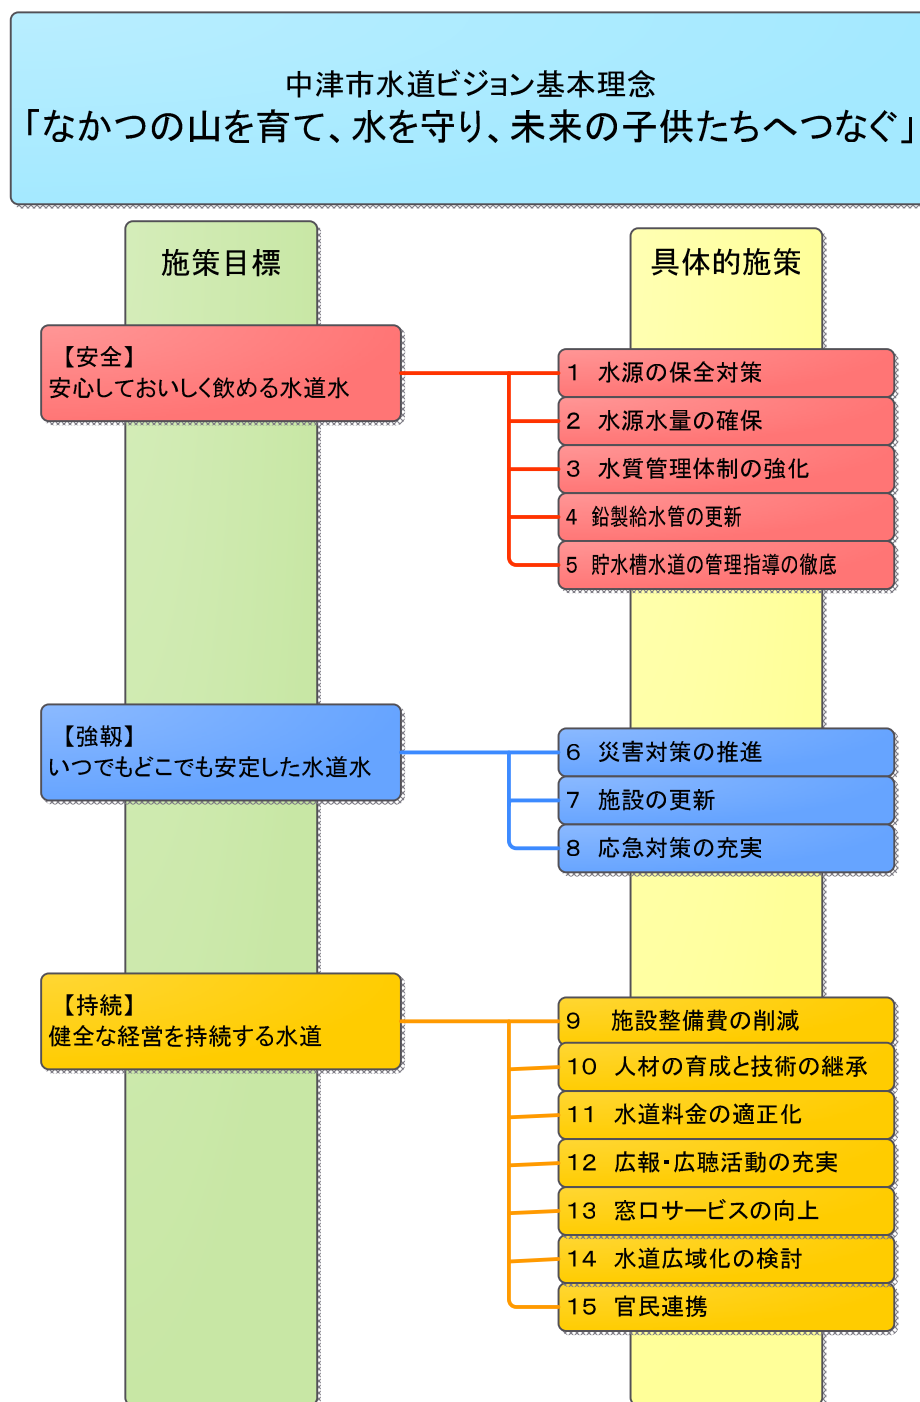 中津市水道ビジョン基本理念
「なかつの山を育て、水を守り、未来の子供たちへつなぐ」
施策目標
具体的施策
【安全】
安心しておいしく飲める水道水
1 水源の保全対策
2 水源水量の確保
3 水質管理体制の強化
4 鉛製給水管の更新
5 貯水槽水道の管理指導の徹底
【強靱】
いつでもどこでも安定した水道水
6 災害対策の推進
7 施設の更新
8 応急対策の充実
【持続】
健全な経営を持続する水道
9 施設整備費の削減
10 人材の育成と技術の継承
11 水道料金の適正化
12 広報・広聴活動の充実
13 窓口サービスの向上
14 水道広域化の検討
15 官民連携